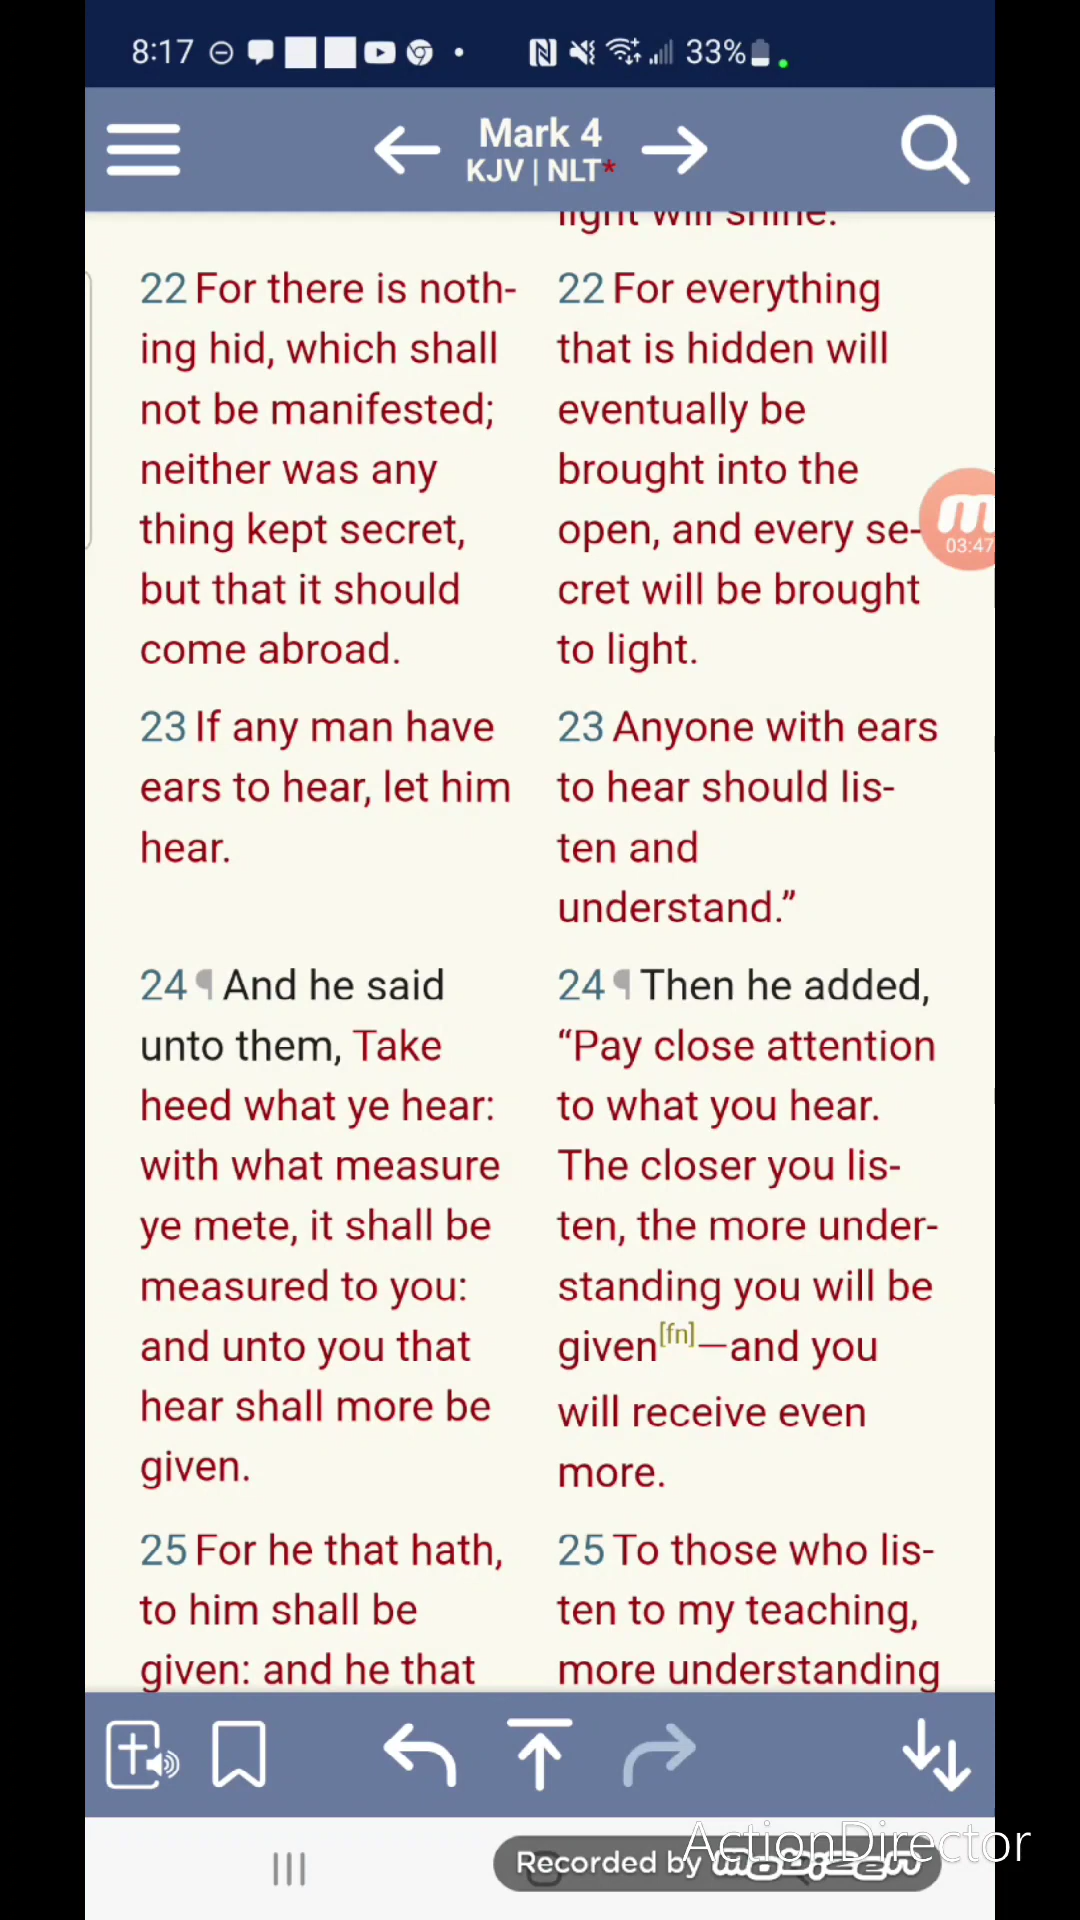 8:17
33%
Mark 4
KJV | NLT*
light will shine.
22 For there is noth-
ing hid, which shall
not be manifested;
neither was any
thing kept secret,
but that it should
come abroad.
23 If any man have
ears to hear, let him
hear.
24 ¶ And he said
unto them, Take
heed what ye hear:
with what measure
ye mete, it shall be
measured to you:
and unto you that
hear shall more be
given.
25 For he that hath,
to him shall be
given: and he that
22 For everything
that is hidden will
eventually be
brought into the
open, and every se-
cret will be brought
to light.
23 Anyone with ears
to hear should lis-
ten and
understand.”
24 ¶ Then he added,
“Pay close attention
to what you hear.
The closer you lis-
ten, the more under-
standing you will be
given[fn]—and you
will receive even
more.
25 To those who lis-
ten to my teaching,
more understanding
m
03:47
ActionDirector
Recorded by mobizen